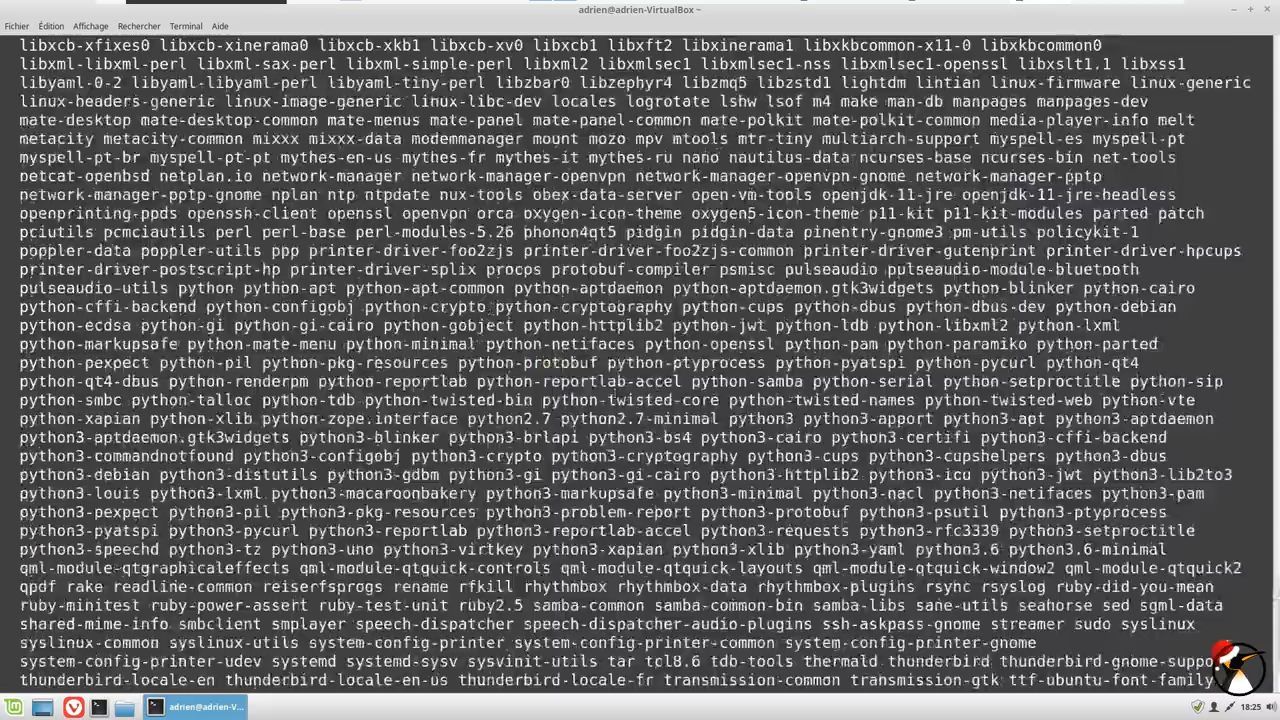 adrien@adrien-VirtualBox ~
Fichier Édition Affichage Rechercher Terminal Aide
libxcb-xfixes0 libxcb-xinerama0 libxcb-xkb1 libxcb-xv0 libxcb1 libxft2 libxinerama1 libxkbcommon-x11-0 libxkbcommon0
libxml-libxml-perl libxml-sax-perl libxml-simple-perl libxml2 libxmlsec1 libxmlsec1-nss libxmlsec1-openssl libxslt1.1 libxss1
libyaml-0-2 libyaml-libyaml-perl libyaml-tiny-perl libzbar0 libzephyr4 libzmq5 libzstd1 lightdm lintian linux-firmware linux-generic
linux-headers-generic linux-image-generic linux-libc-dev locales logrotate lshw lsof m4 make man-db manpages manpages-dev
mate-desktop mate-desktop-common mate-menus mate-panel mate-panel-common mate-polkit mate-polkit-common media-player-info melt
metacity metacity-common mixxx mixxx-data modemmanager mount mozo mpv mtools mtr-tiny multiarch-support myspell-es myspell-pt
myspell-pt-br myspell-pt-pt mythes-en-us mythes-fr mythes-it mythes-ru nano nautilus-data ncurses-base ncurses-bin net-tools
netcat-openbsd netplan.io network-manager network-manager-openvpn network-manager-openvpn-gnome network-manager-pptp
network-manager-pptp-gnome nplan ntp ntpdate nux-tools obex-data-server open-vm-tools openjdk-11-jre openjdk-11-jre-headless
openprinting-ppds openssh-client openssl openvpn orca oxygen-icon-theme oxygen5-icon-theme p11-kit p11-kit-modules parted patch
pciutils pcmciautils perl perl-base perl-modules-5.26 phonon4qt5 pidgin pidgin-data pinentry-gnome3 pm-utils policykit-1
poppler-data poppler-utils ppp printer-driver-foo2zjs printer-driver-foo2zjs-common printer-driver-gutenprint printer-driver-hpcups
printer-driver-postscript-hp printer-driver-splix procps protobuf-compiler psmisc pulseaudio pulseaudio-module-bluetooth
pulseaudio-utils python python-apt python-apt-common python-aptdaemon python-aptdaemon.gtk3widgets python-blinker python-cairo
python-cffi-backend python-configobj python-crypto python-cryptography python-cups python-dbus python-dbus-dev python-debian
python-ecdsa python-gi python-gi-cairo python-gobject python-httplib2 python-jwt python-ldb python-libxml2 python-lxml
python-markupsafe python-mate-menu python-minimal python-netifaces python-openssl python-pam python-paramiko python-parted
python-pexpect python-pil python-pkg-resources python-protobuf python-ptyprocess python-pyatspi python-pycurl python-qt4
python-qt4-dbus python-renderpm python-reportlab python-reportlab-accel python-samba python-serial python-setproctitle python-sip
python-smbc python-talloc python-tdb python-twisted-bin python-twisted-core python-twisted-names python-twisted-web python-vte
python-xapian python-xlib python-zope.interface python2.7 python2.7-minimal python3 python3-apport python3-apt python3-aptdaemon
python3-aptdaemon.gtk3widgets python3-blinker python3-brlapi python3-bs4 python3-cairo python3-certifi python3-cffi-backend
python3-commandnotfound python3-configobj python3-crypto python3-cryptography python3-cups python3-cupshelpers python3-dbus
python3-debian python3-distutils python3-gdbm python3-gi python3-gi-cairo python3-httplib2 python3-icu python3-jwt python3-lib2to3
python3-louis python3-lxml python3-macaroonbakery python3-markupsafe python3-minimal python3-nacl python3-netifaces python3-pam
python3-pexpect python3-pil python3-pkg-resources python3-problem-report python3-protobuf python3-psutil python3-ptyprocess
python3-pyatspi python3-pycurl python3-reportlab python3-reportlab-accel python3-requests python3-rfc3339 python3-setproctitle
python3-speechd python3-tz python3-uno python3-virtkey python3-xapian python3-xlib python3-yaml python3.6 python3.6-minimal
qml-module-qtgraphicaleffects qml-module-qtquick-controls qml-module-qtquick-layouts qml-module-qtquick-window2 qml-module-qtquick2
qpdf rake readline-common reiserfsprogs rename rfkill rhythmbox rhythmbox-data rhythmbox-plugins rsync rsyslog ruby-did-you-mean
ruby-minitest ruby-power-assert ruby-test-unit ruby2.5 samba-common samba-common-bin samba-libs sane-utils seahorse sed sgml-data
shared-mime-info smbclient smplayer speech-dispatcher speech-dispatcher-audio-plugins ssh-askpass-gnome streamer sudo syslinux
syslinux-common syslinux-utils system-config-printer system-config-printer-common system-config-printer-gnome
system-config-printer-udev systemd systemd-sysv sysvinit-utils tar tcl8.6 tdb-tools thermald thunderbird thunderbird-gnome-suppo
thunderbird-locale-en thunderbird-locale-en-us thunderbird-locale-fr transmission-common transmission-gtk ttf-ubuntu-font-family
adrien@adrien-V...
18:25